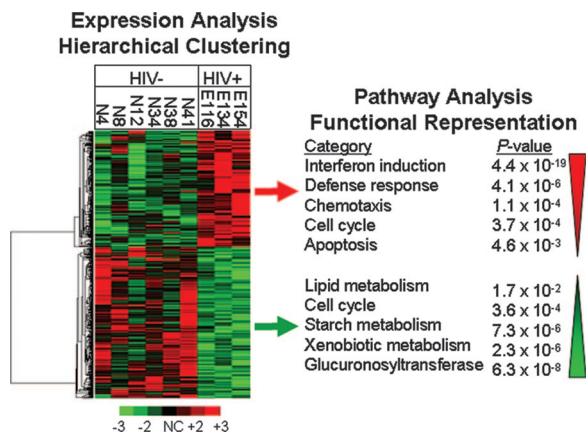 Expression Analysis
Hierarchical Clustering
HIV- HIV+
N4 N8 N12 N34 N38 N41 E116 E134 E154
Pathway Analysis
Functional Representation
Category P-value
Interferon induction 4.4 x 10-19
Defense response 4.1 x 10-6
Chemotaxis 1.1 x 10-4
Cell cycle 3.7 x 10-4
Apoptosis 4.6 x 10-3
Lipid metabolism 1.7 x 10-2
Cell cycle 3.6 x 10-4
Starch metabolism 7.3 x 10-6
Xenobiotic metabolism 2.3 x 10-6
Glucuronosyltransferase 6.3 x 10-8
-3 -2 NC +2 +3